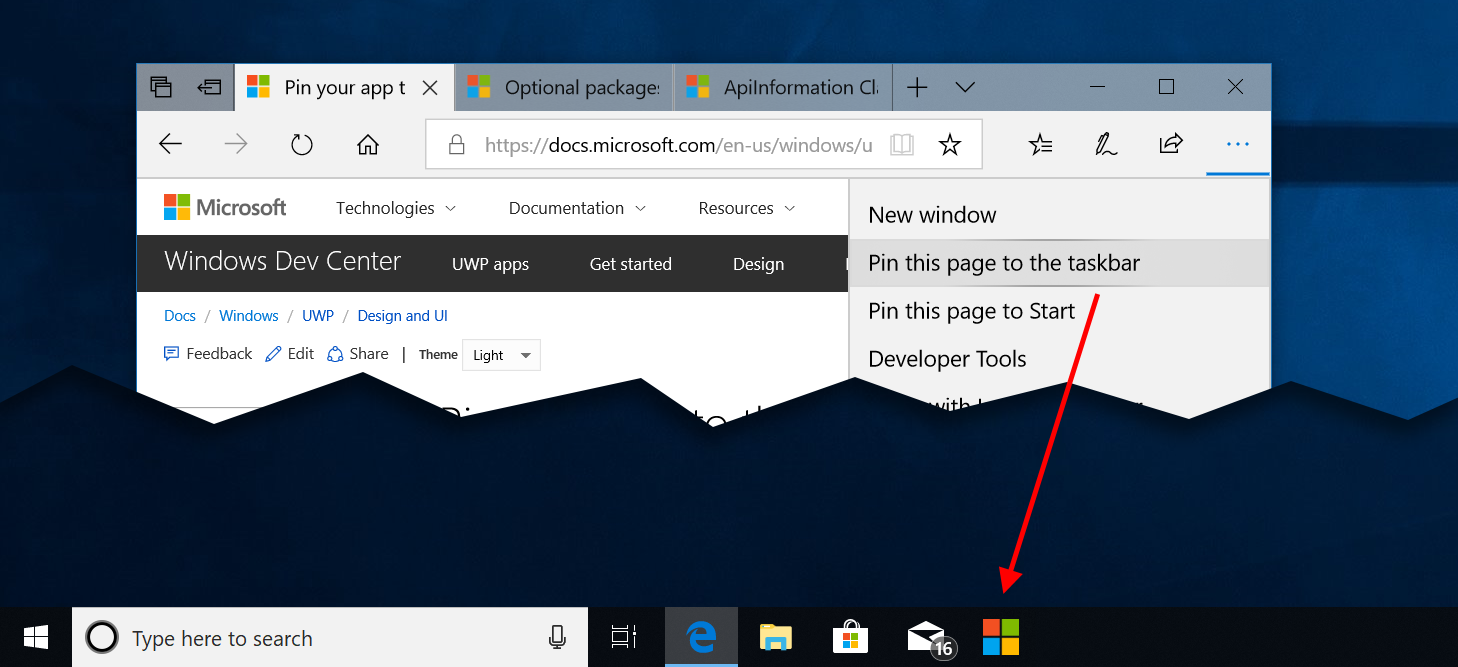 Pin your app t
Optional packages
ApiInformation Cl
https://docs.microsoft.com/en-us/windows/u
Microsoft
Technologies
Documentation
Resources
Windows Dev Center
UWP apps
Get started
Design
Docs / Windows / UWP / Design and UI
Feedback
Edit
Share | Theme
Light
New window
Pin this page to the taskbar
Pin this page to Start
Developer Tools
with
Type here to search
16